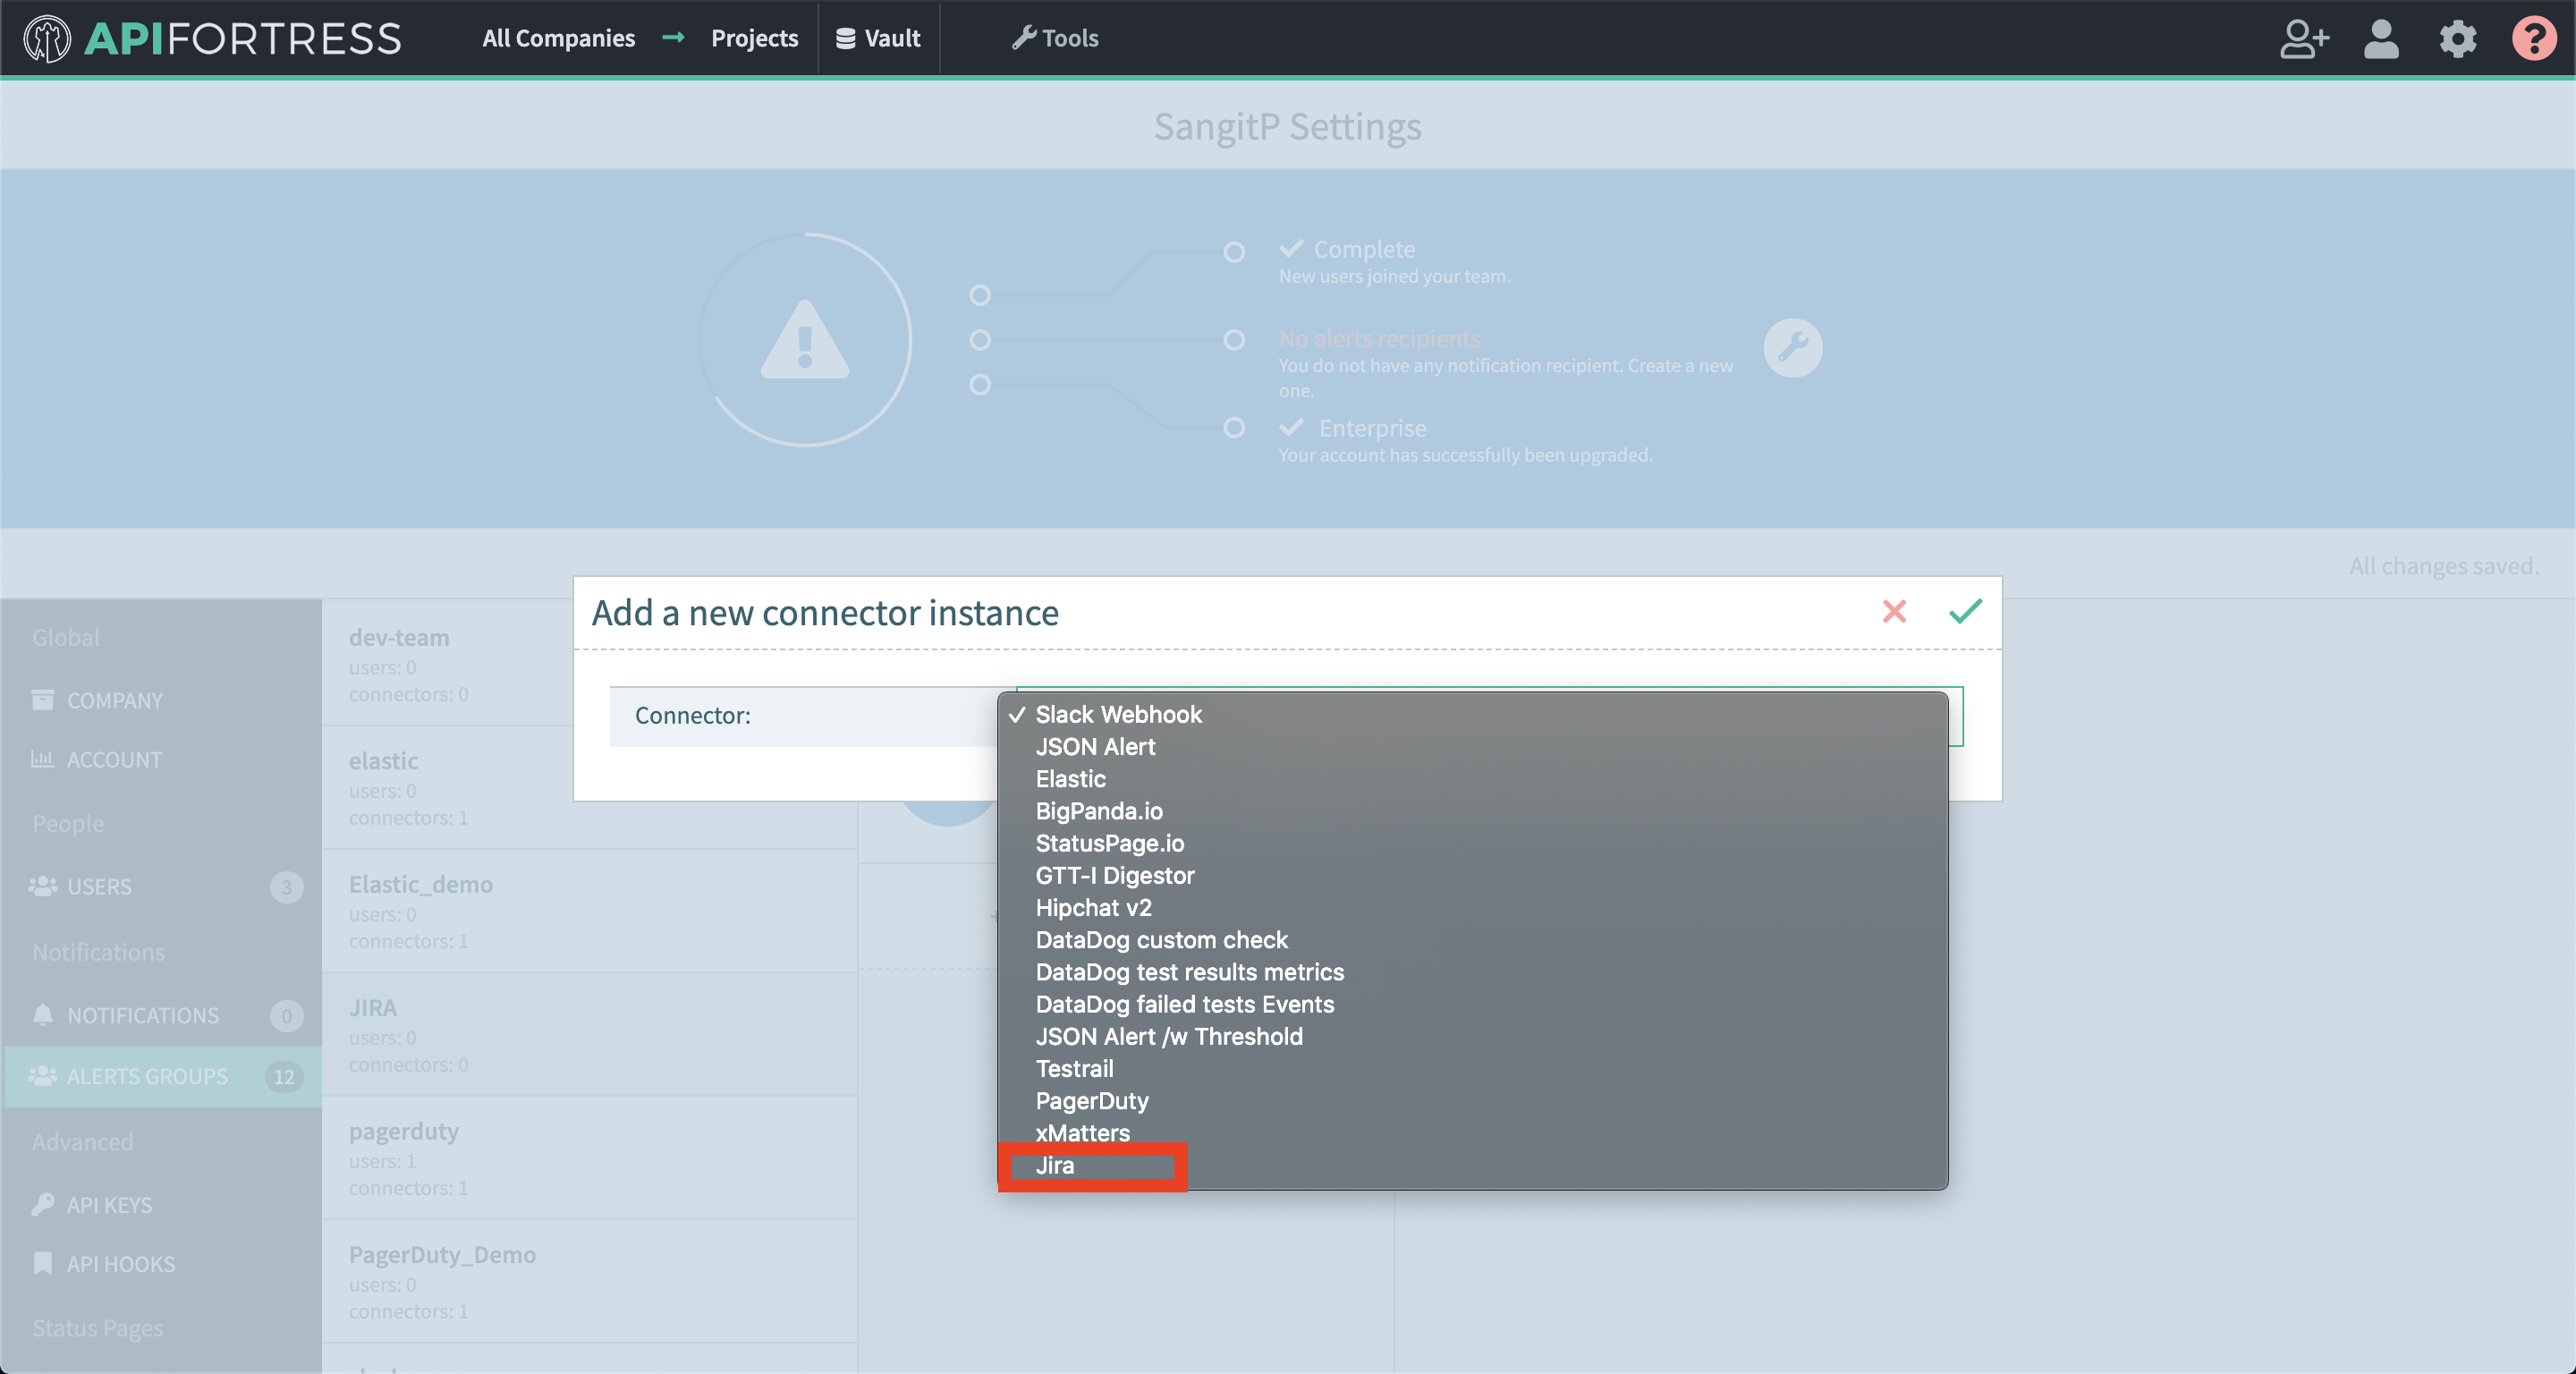 APIFORTRESS
All Companies → Projects
Vault
Tools
?
SangitP Settings
Complete
New users joined your team.
No alerts recipients
You do not have any notification recipient. Create a new
one.
Enterprise
Your account has successfully been upgraded.
All changes saved.
Global
COMPANY
ACCOUNT
People
USERS 3
Notifications
NOTIFICATIONS 0
ALERTS GROUPS 12
Advanced
API KEYS
API HOOKS
Status Pages
dev-team
users: 0
connectors: 0
elastic
users: 0
connectors: 1
Elastic_demo
users: 0
connectors: 1
JIRA
users: 0
connectors: 0
pagerduty
users: 1
connectors: 1
PagerDuty_Demo
users: 0
connectors: 1
Add a new connector instance
Connector:
✓ Slack Webhook
JSON Alert
Elastic
BigPanda.io
StatusPage.io
GTT-I Digestor
Hipchat v2
DataDog custom check
DataDog test results metrics
DataDog failed tests Events
JSON Alert /w Threshold
Testrail
PagerDuty
xMatters
Jira